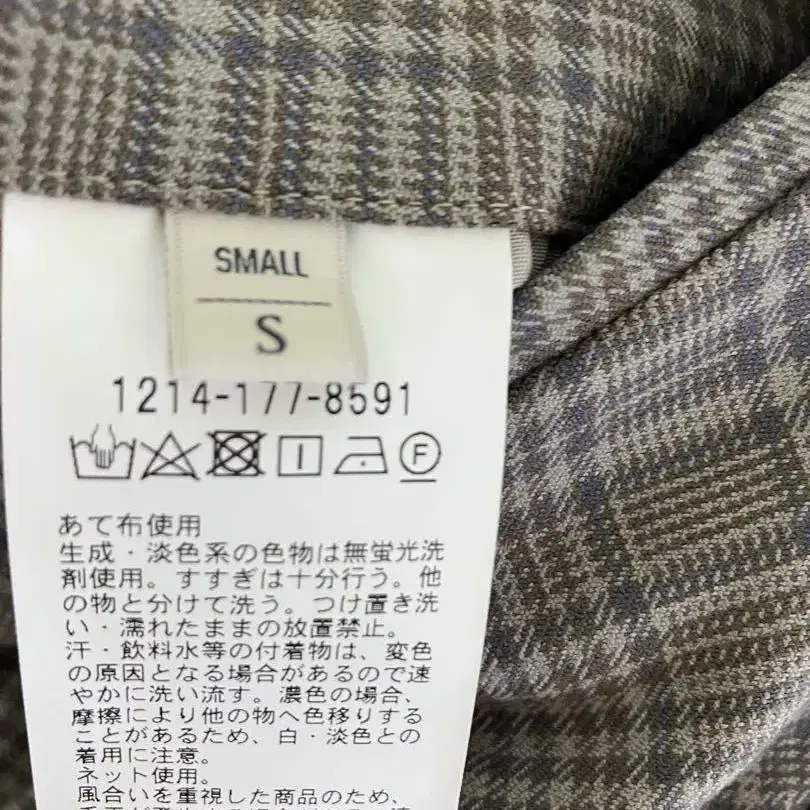 SMALL
S
1214-177-8591
F
あて布使用
生成・淡色系の色物は無蛍光洗
剤使用。すすぎは十分行う。他
の物と分けて洗う。つけ置き洗
い・濡れたままの放置禁止。
汗・飲料水等の付着物は、変色
の原因となる場合があるので速
やかに洗い流す。濃色の場合、
摩擦により他の物へ色移りする
ことがあるため、白・淡色との
着用に注意。
ネット使用。
風合いを重視した商品のため、